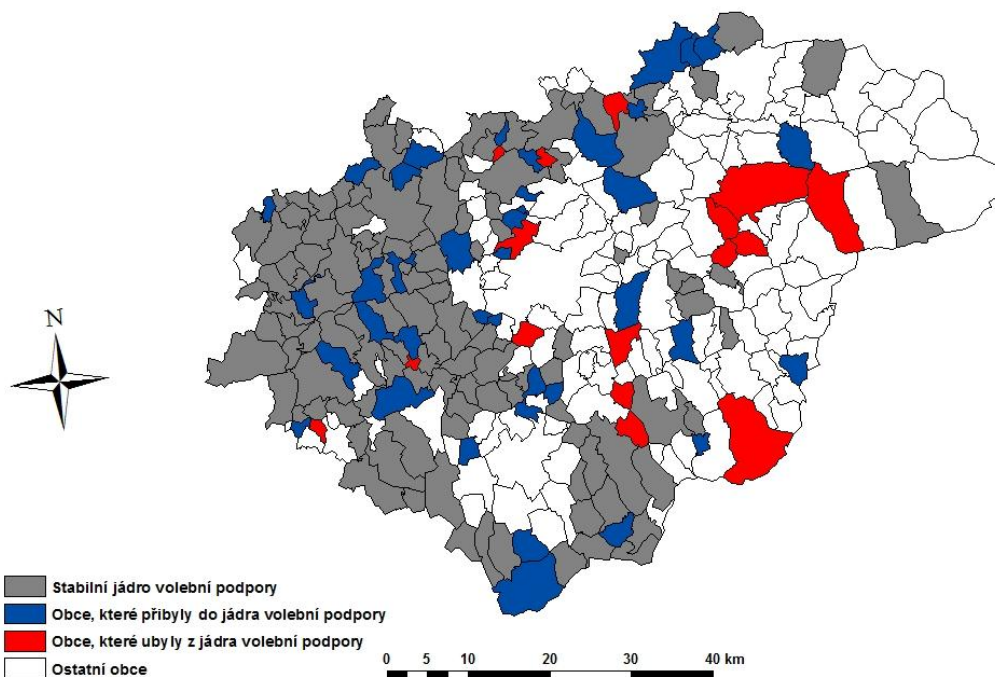 N
Stabilní jádro volební podpory
Obce, které přibyly do jádra volební podpory
Obce, které ubyly z jádra volební podpory
Ostatní obce
0 5 10 20 30 40 km